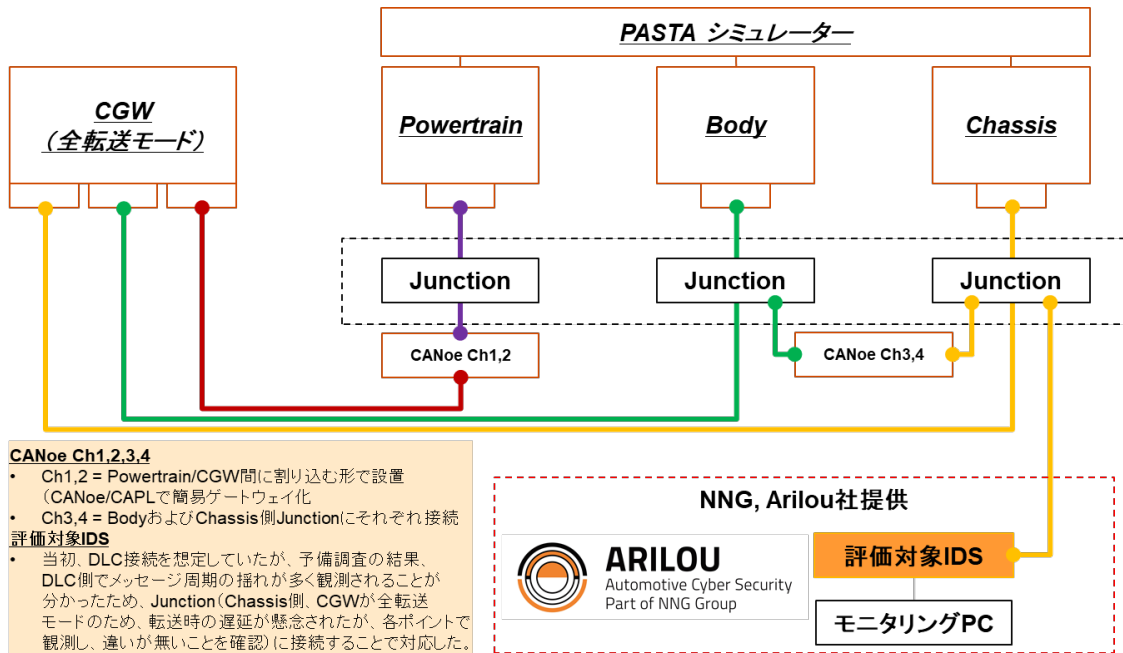 PASTA シミュレーター
CGW
（全転送モード）
Powertrain
Body
Chassis
Junction
Junction
Junction
CANoe Ch1,2
CANoe Ch3,4
CANoe Ch1,2,3,4
• Ch1,2 = Powertrain/CGW間に割り込む形で設置
（CANoe/CAPLで簡易ゲートウェイ化
• Ch3,4 = BodyおよびChassis側Junctionにそれぞれ接続
評価対象IDS
• 当初、DLC接続を想定していたが、予備調査の結果、
DLC側でメッセージ周期の揺れが多く観測されることが
分かったため、Junction（Chassis側、CGWが全転送
モードのため、転送時の遅延が懸念されたが、各ポイントで
観測し、違いが無いことを確認）に接続することで対応した。
NNG, Arilou社提供
ARILOU
Automotive Cyber Security
Part of NNG Group
評価対象IDS
モニタリングPC